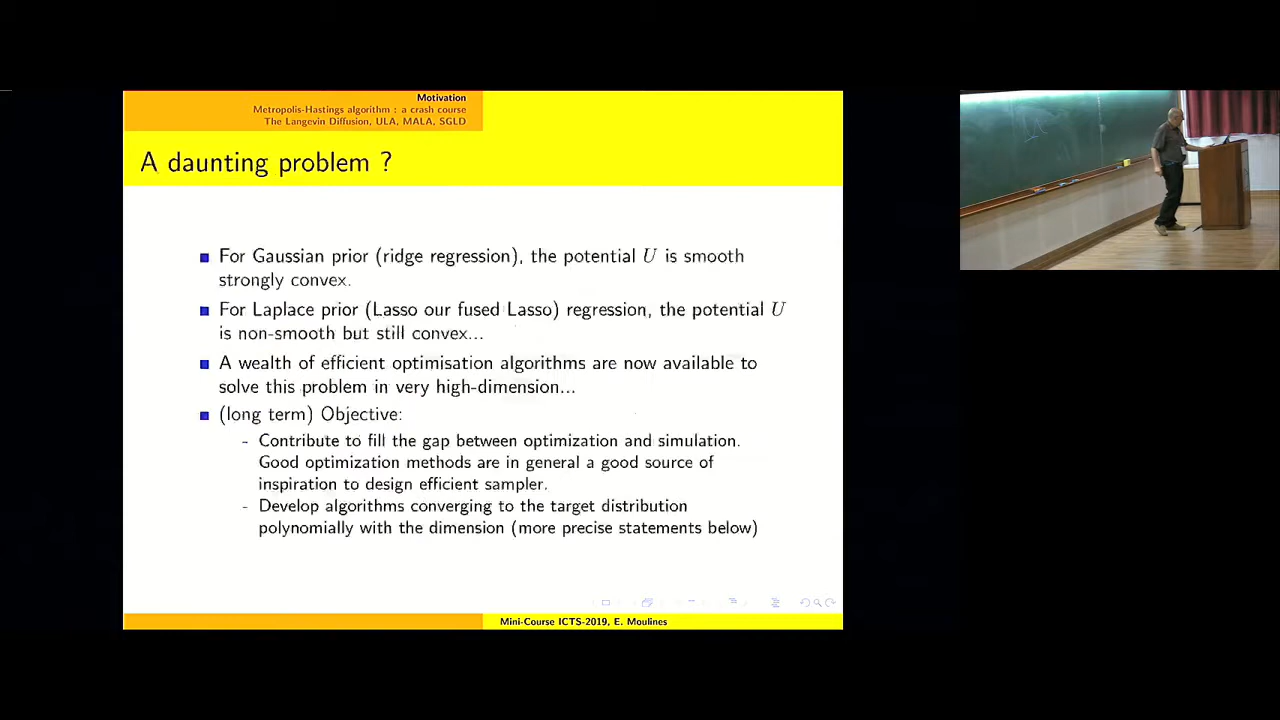 Motivation
Metropolis-Hastings algorithm : a crash course
The Langevin Diffusion, ULA, MALA, SGLD
A daunting problem ?
For Gaussian prior (ridge regression), the potential U is smooth
strongly convex.
For Laplace prior (Lasso our fused Lasso) regression, the potential U
is non-smooth but still convex...
A wealth of efficient optimisation algorithms are now available to
solve this problem in very high-dimension...
(long term) Objective:
- Contribute to fill the gap between optimization and simulation.
Good optimization methods are in general a good source of
inspiration to design efficient sampler.
- Develop algorithms converging to the target distribution
polynomially with the dimension (more precise statements below)
Mini-Course ICTS-2019, E. Moulines